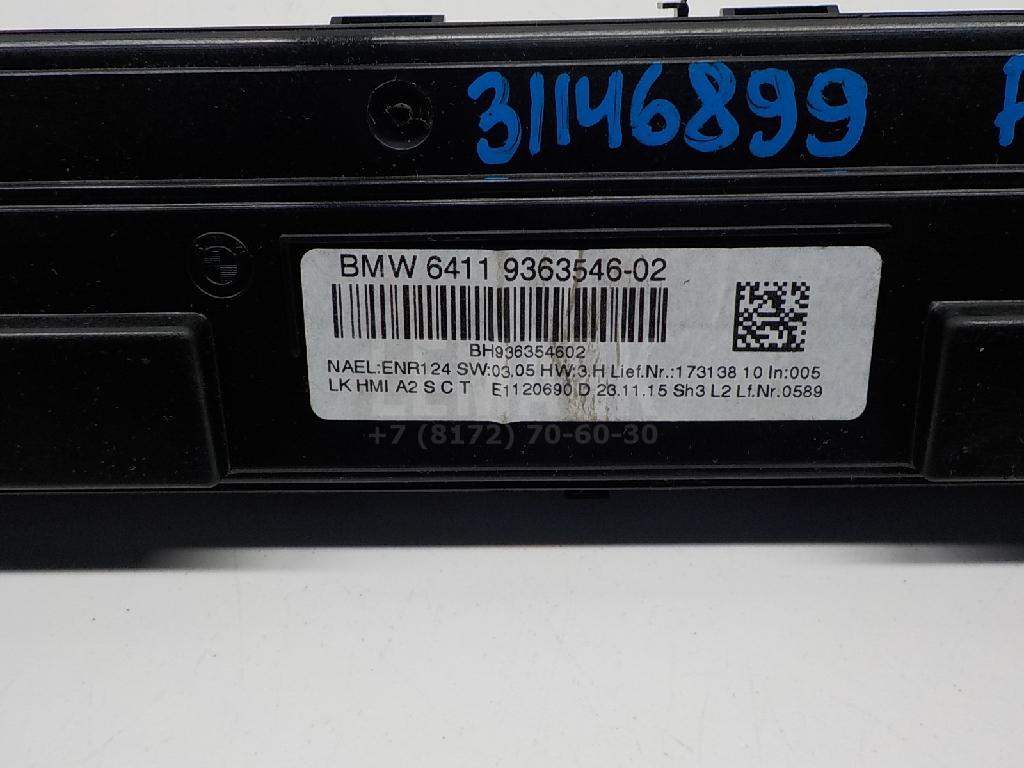 31146899
BMW 6411 9363546-02
BH936354602
NAEL:ENR124 SW:03,05 HW:3,H Lief.Nr.:173138 10 In:005
LK HMI A2 S C T E1120690 D 23.11.15 Sh3 L2 Lf.Nr.0589
+7 (8172) 70-60-30